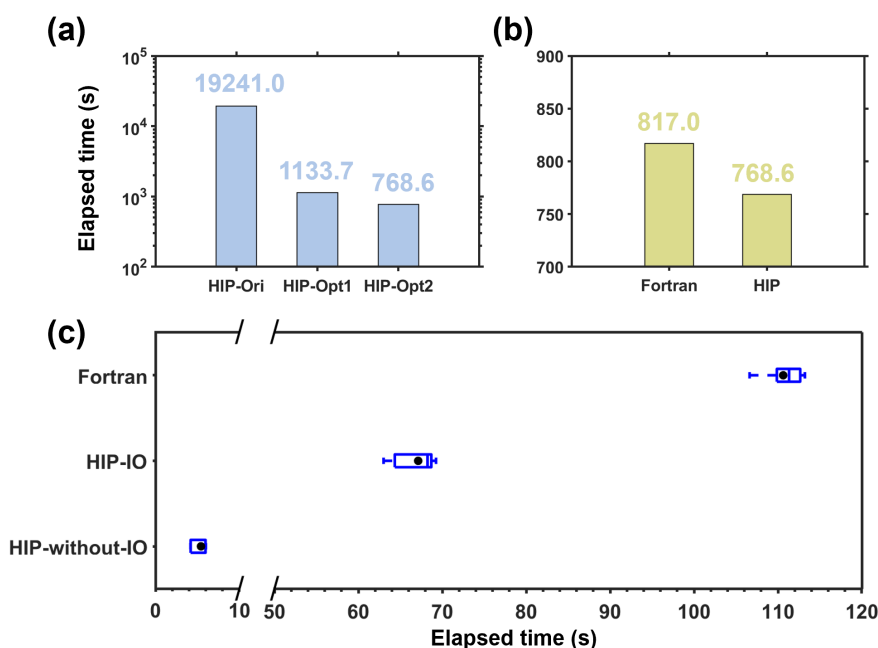 (a)
Elapsed time (s)
10^5
10^4
10^3
10^2
19241.0
1133.7
768.6
HIP-Ori HIP-Opt1 HIP-Opt2
(b)
900
850
800
750
700
817.0
768.6
Fortran HIP
(c)
Fortran
HIP-IO
HIP-without-IO
0 10 50 60 70 80 90 100 110 120
Elapsed time (s)